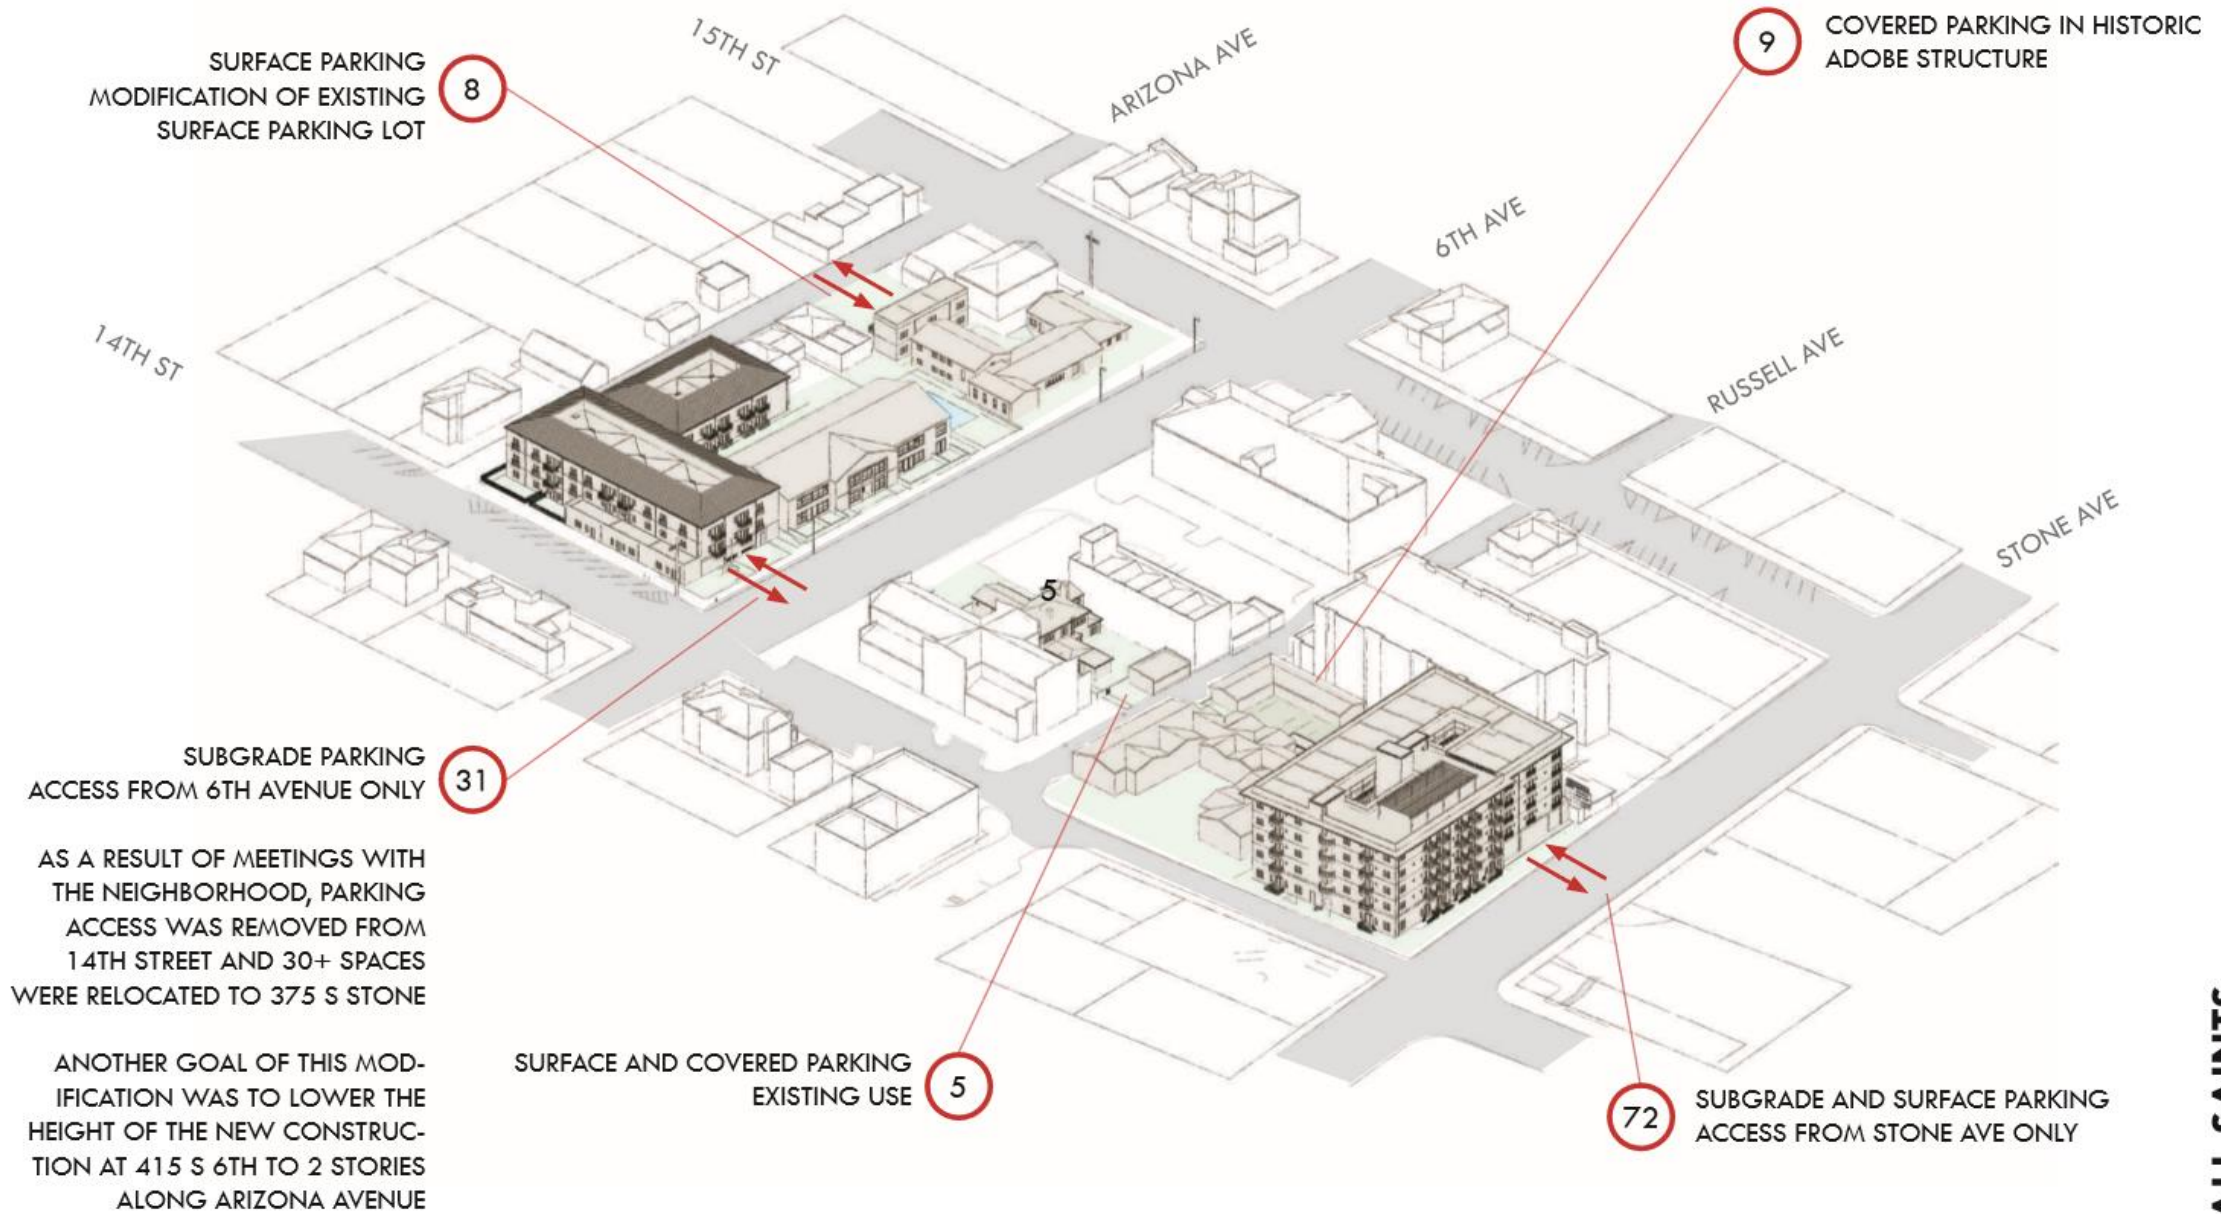 SURFACE PARKING
MODIFICATION OF EXISTING
SURFACE PARKING LOT
8
15TH ST
ARIZONA AVE
9
COVERED PARKING IN HISTORIC
ADOBE STRUCTURE
6TH AVE
RUSSELL AVE
STONE AVE
14TH ST
5
SUBGRADE PARKING
ACCESS FROM 6TH AVENUE ONLY
31
AS A RESULT OF MEETINGS WITH
THE NEIGHBORHOOD, PARKING
ACCESS WAS REMOVED FROM
14TH STREET AND 30+ SPACES
WERE RELOCATED TO 375 S STONE
ANOTHER GOAL OF THIS MOD-
IFICATION WAS TO LOWER THE
HEIGHT OF THE NEW CONSTRUC-
TION AT 415 S 6TH TO 2 STORIES
ALONG ARIZONA AVENUE
SURFACE AND COVERED PARKING
EXISTING USE
5
72
SUBGRADE AND SURFACE PARKING
ACCESS FROM STONE AVE ONLY
ALL SAINTS